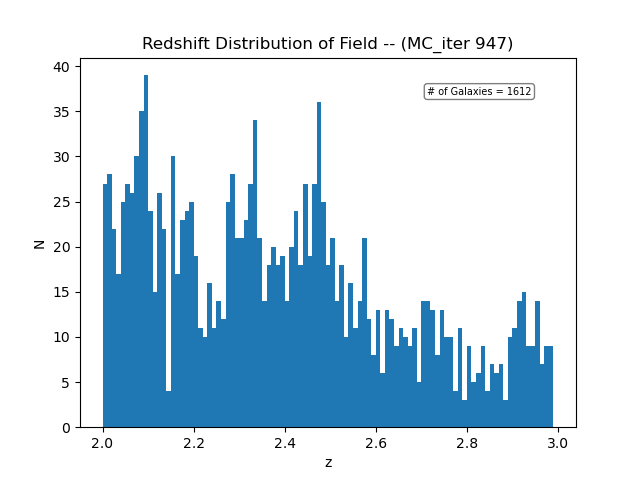 Redshift Distribution of Field -- (MC_iter 947)
# of Galaxies = 1612
N
40
35
30
25
20
15
10
5
0
2.0 2.2 2.4 2.6 2.8 3.0
z